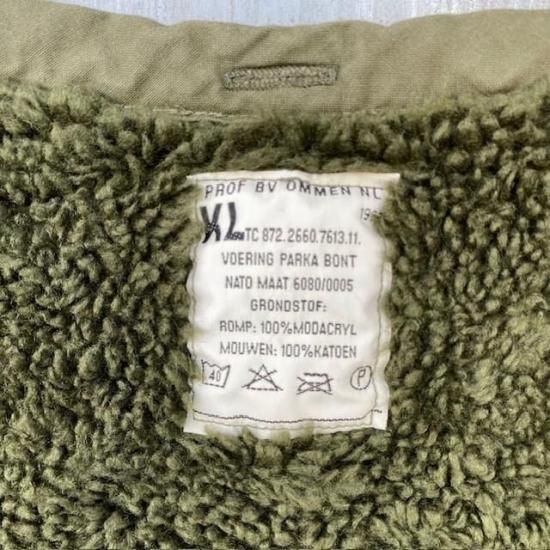 PROF BV OMMEN NL
XL TC 872.2660.7613.11.
VOERING PARKA BONT
NATO MAAT 6080/0005
GRONDSTOF:
ROMP: 100%MODACRYL
MOUWEN: 100%KATOEN
40 P